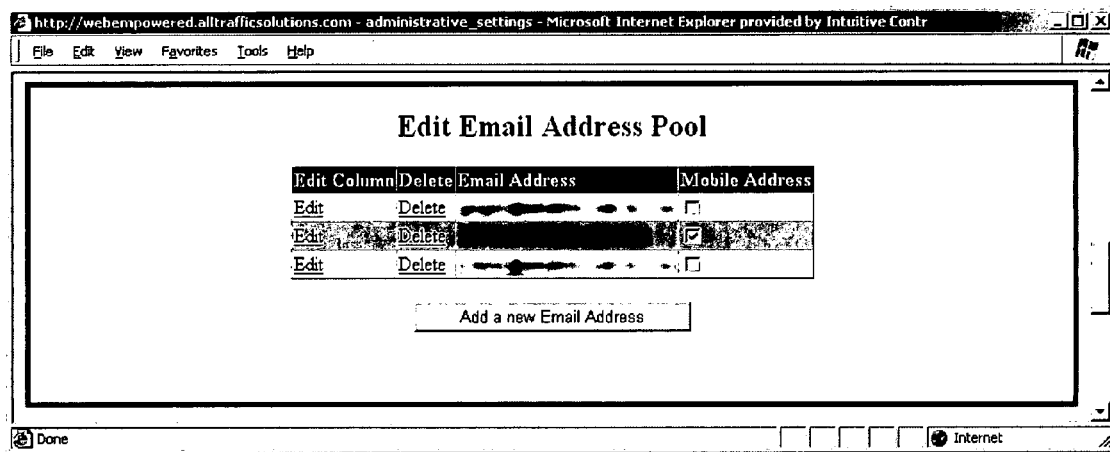 http://webempowered.alltrafficsolutions.com - administrative_settings - Microsoft Internet Explorer provided by Intuitive Contr
File Edit View Favorites Tools Help
Edit Email Address Pool
Edit Column Delete Email Address Mobile Address
Edit Delete
Edit Delete
Edit Delete
Add a new Email Address
Done Internet